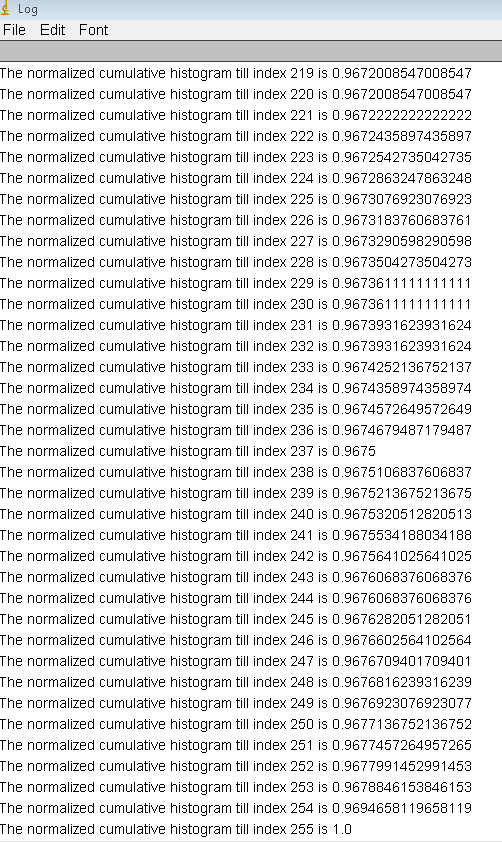 Log
File Edit Font
The normalized cumulative histogram till index 219 is 0.9672008547008547
The normalized cumulative histogram till index 220 is 0.9672008547008547
The normalized cumulative histogram till index 221 is 0.9672222222222222
The normalized cumulative histogram till index 222 is 0.9672435897435897
The normalized cumulative histogram till index 223 is 0.9672542735042735
The normalized cumulative histogram till index 224 is 0.9672863247863248
The normalized cumulative histogram till index 225 is 0.9673076923076923
The normalized cumulative histogram till index 226 is 0.9673183760683761
The normalized cumulative histogram till index 227 is 0.9673290598290598
The normalized cumulative histogram till index 228 is 0.9673504273504273
The normalized cumulative histogram till index 229 is 0.9673611111111111
The normalized cumulative histogram till index 230 is 0.9673611111111111
The normalized cumulative histogram till index 231 is 0.9673931623931624
The normalized cumulative histogram till index 232 is 0.9673931623931624
The normalized cumulative histogram till index 233 is 0.9674252136752137
The normalized cumulative histogram till index 234 is 0.9674358974358974
The normalized cumulative histogram till index 235 is 0.9674572649572649
The normalized cumulative histogram till index 236 is 0.9674679487179487
The normalized cumulative histogram till index 237 is 0.9675
The normalized cumulative histogram till index 238 is 0.9675106837606837
The normalized cumulative histogram till index 239 is 0.9675213675213675
The normalized cumulative histogram till index 240 is 0.9675320512820513
The normalized cumulative histogram till index 241 is 0.9675534188034188
The normalized cumulative histogram till index 242 is 0.9675641025641025
The normalized cumulative histogram till index 243 is 0.9676068376068376
The normalized cumulative histogram till index 244 is 0.9676068376068376
The normalized cumulative histogram till index 245 is 0.9676282051282051
The normalized cumulative histogram till index 246 is 0.9676602564102564
The normalized cumulative histogram till index 247 is 0.9676709401709401
The normalized cumulative histogram till index 248 is 0.9676816239316239
The normalized cumulative histogram till index 249 is 0.9676923076923077
The normalized cumulative histogram till index 250 is 0.9677136752136752
The normalized cumulative histogram till index 251 is 0.9677457264957265
The normalized cumulative histogram till index 252 is 0.9677991452991453
The normalized cumulative histogram till index 253 is 0.9678846153846153
The normalized cumulative histogram till index 254 is 0.9694658119658119
The normalized cumulative histogram till index 255 is 1.0